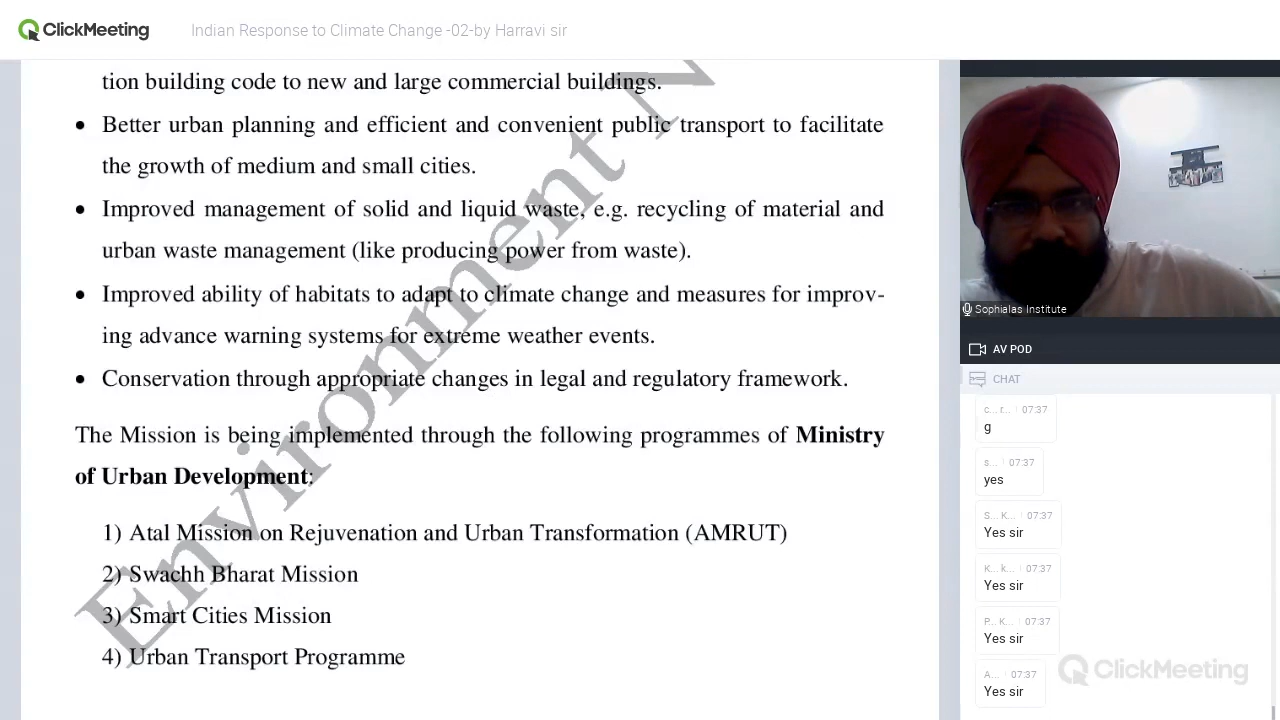 ClickMeeting
Indian Response to Climate Change -02-by Harravi sir
tion building code to new and large commercial buildings.
• Better urban planning and efficient and convenient public transport to facilitate
the growth of medium and small cities.
• Improved management of solid and liquid waste, e.g. recycling of material and
urban waste management (like producing power from waste).
• Improved ability of habitats to adapt to climate change and measures for improv-
ing advance warning systems for extreme weather events.
• Conservation through appropriate changes in legal and regulatory framework.
The Mission is being implemented through the following programmes of Ministry
of Urban Development:
1) Atal Mission on Rejuvenation and Urban Transformation (AMRUT)
2) Swachh Bharat Mission
3) Smart Cities Mission
4) Urban Transport Programme
Environment N
Sophialas Institute
AV POD
CHAT
c... r... 07:37
g
s... 07:37
yes
S... K... 07:37
Yes sir
K... k... 07:37
Yes sir
P... K... 07:37
Yes sir
A... 07:37
Yes sir
ClickMeeting